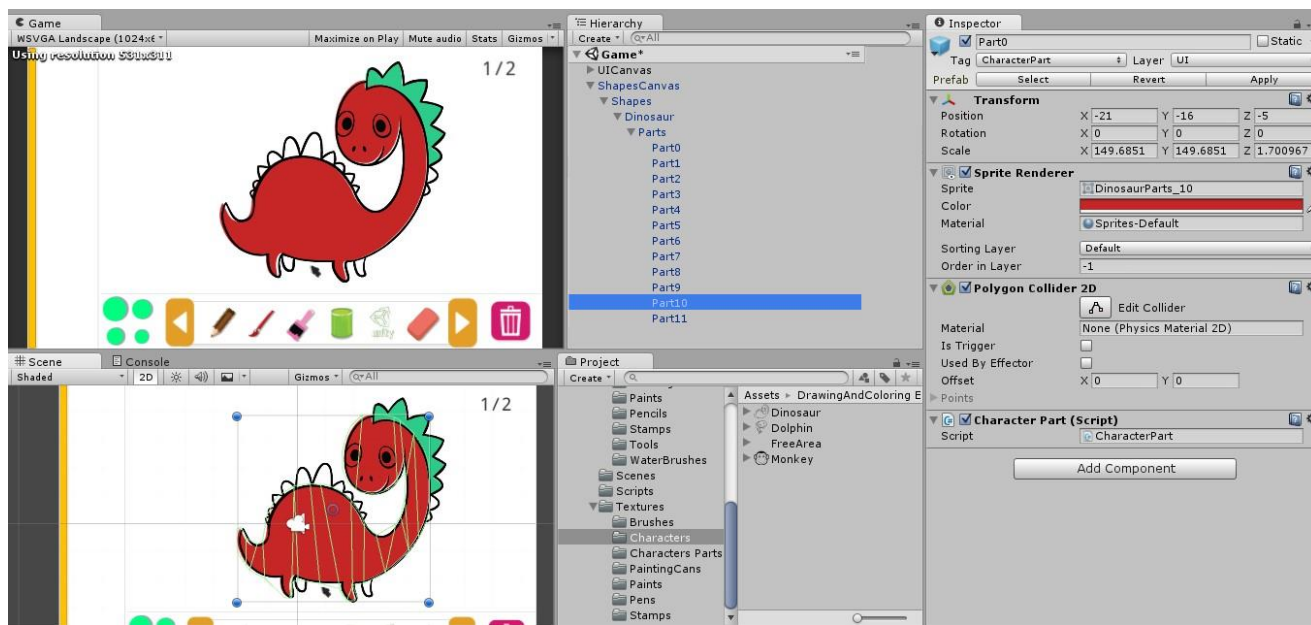 Game
WSVGA Landscape (1024x6
Maximize on Play Mute audio Stats Gizmos
Using resolution 531x311
1/2
Hierarchy
Create All
Game*
UICanvas
ShapesCanvas
Shapes
Dinosaur
Parts
Part0
Part1
Part2
Part3
Part4
Part5
Part6
Part7
Part8
Part9
Part10
Part11
Inspector
Part0 Static
Tag CharacterPart Layer UI
Prefab Select Revert Apply
Transform
Position X -21 Y -16 Z -5
Rotation X 0 Y 0 Z 0
Scale X 149.6851 Y 149.6851 Z 1.700967
Sprite Renderer
Sprite DinosaurParts_10
Color
Material Sprites-Default
Sorting Layer Default
Order in Layer -1
Polygon Collider 2D
Edit Collider
Material None (Physics Material 2D)
Is Trigger
Used By Effector
Offset X 0 Y 0
Points
Character Part (Script)
Script CharacterPart
Add Component
Scene Console
Shaded 2D Gizmos All
1/2
Project
Create
Paints
Pencils
Stamps
Tools
WaterBrushes
Scenes
Scripts
Textures
Brushes
Characters
Characters Parts
PaintingCans
Paints
Pens
Stamps
Assets DrawingAndColoring E
Dinosaur
Dolphin
FreeArea
Monkey